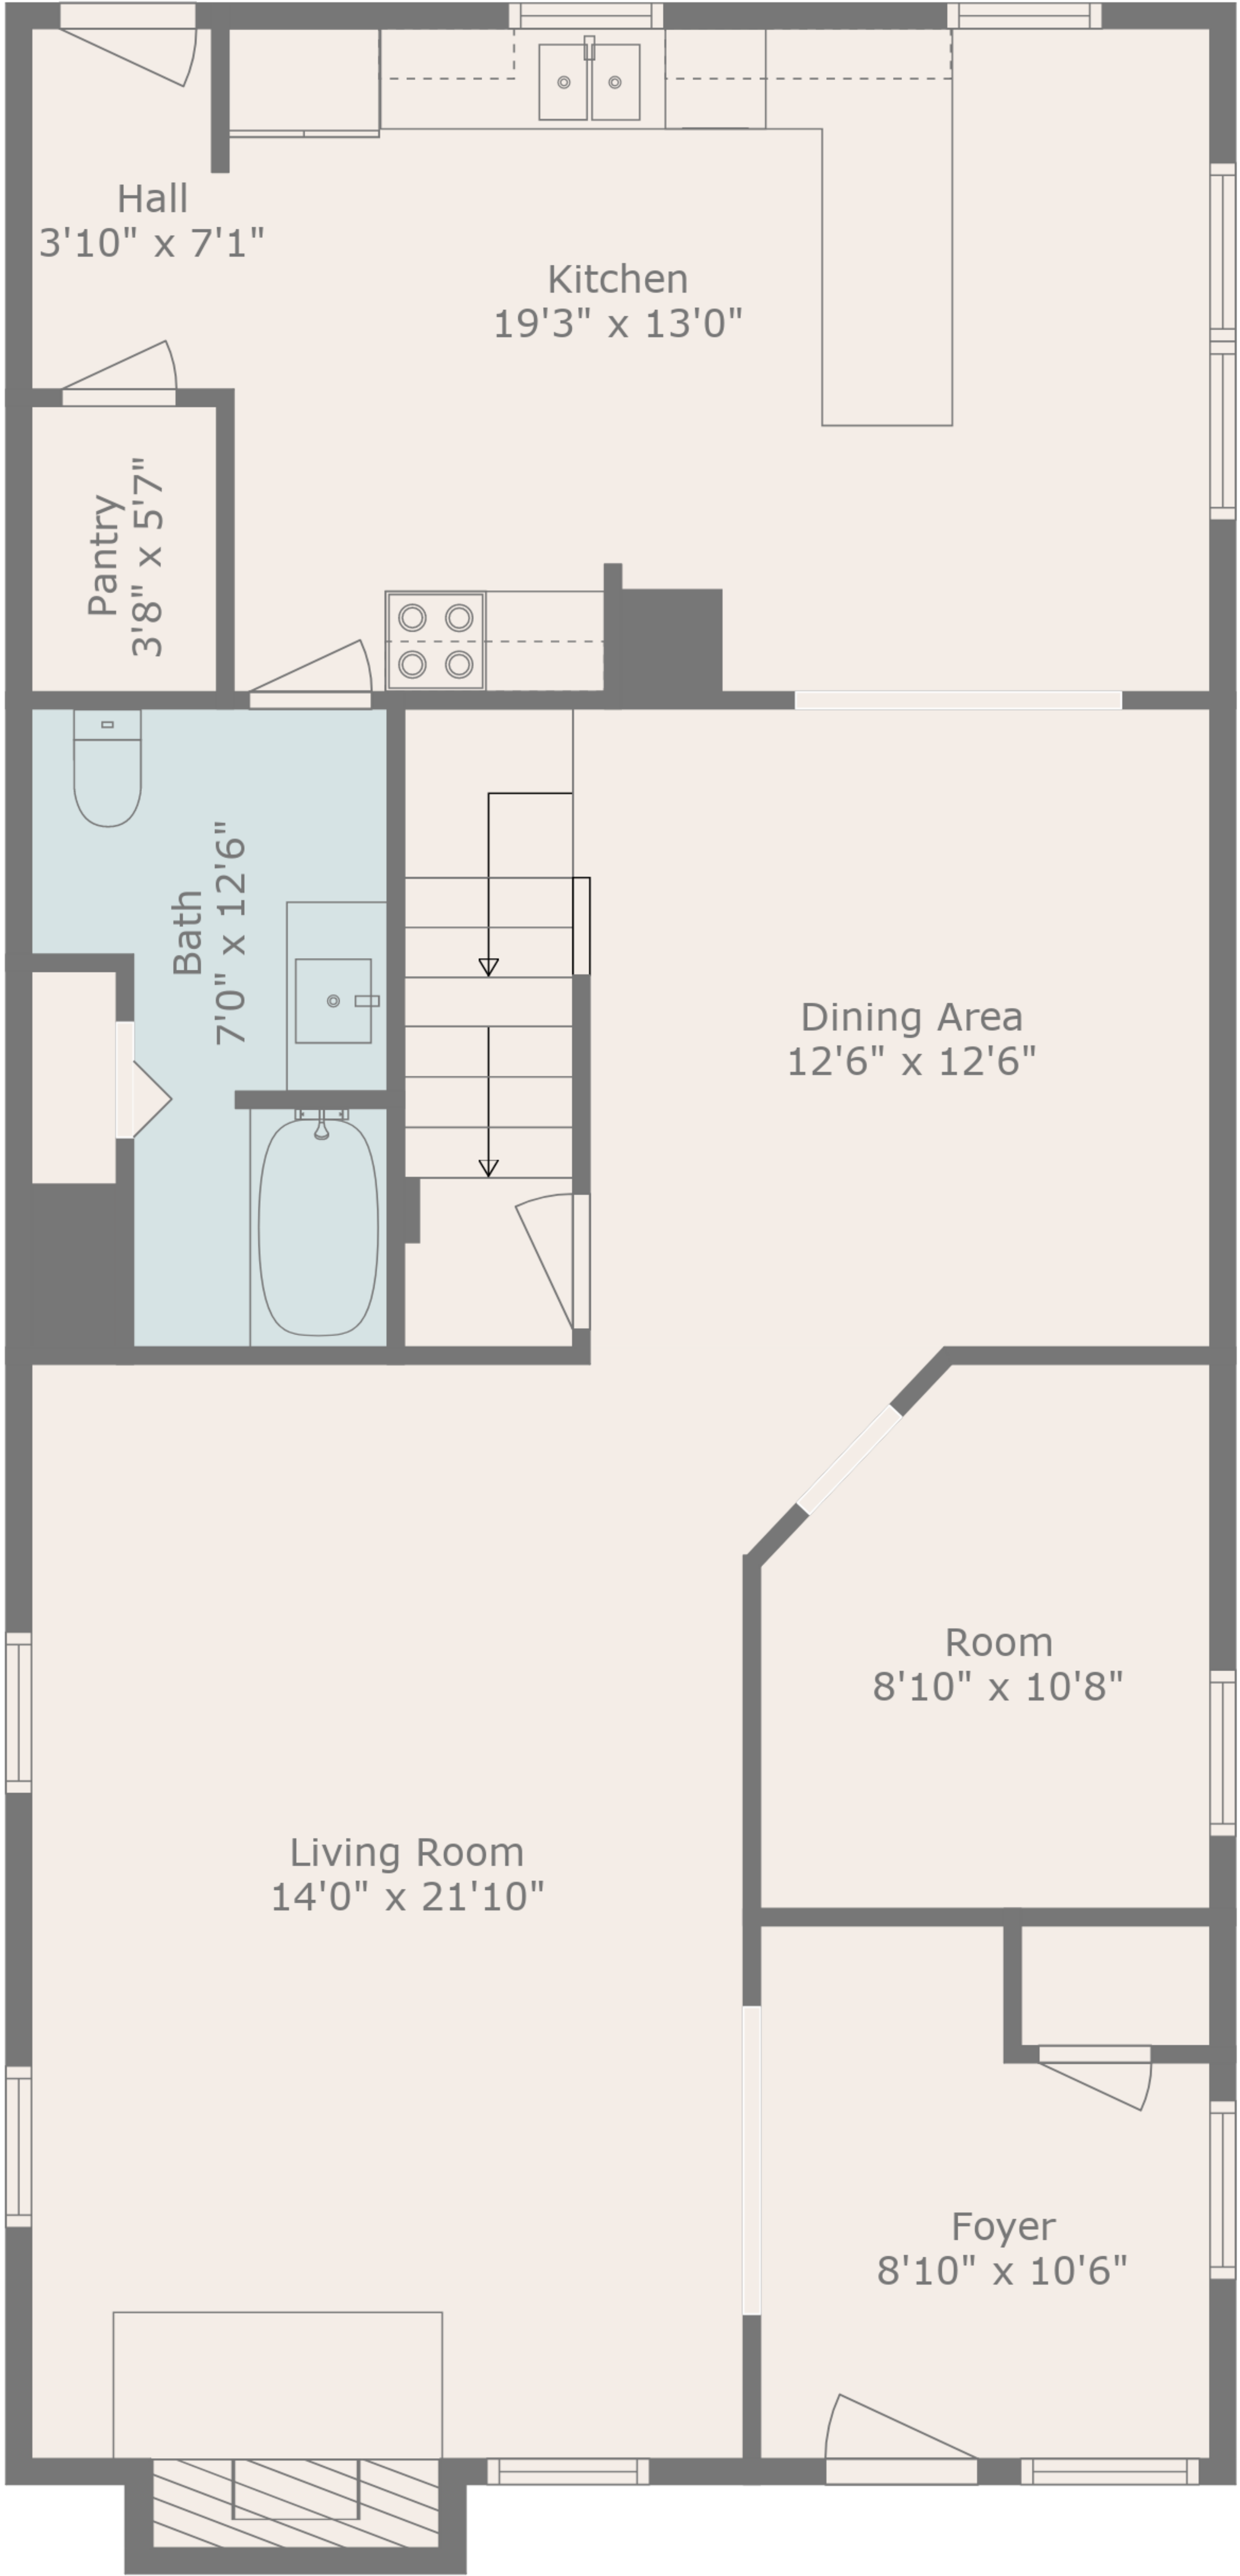 Hall
3'10" x 7'1"
Kitchen
19'3" x 13'0"
Pantry
3'8" x 5'7"
Bath
7'0" x 12'6"
Dining Area
12'6" x 12'6"
Room
8'10" x 10'8"
Living Room
14'0" x 21'10"
Foyer
8'10" x 10'6"